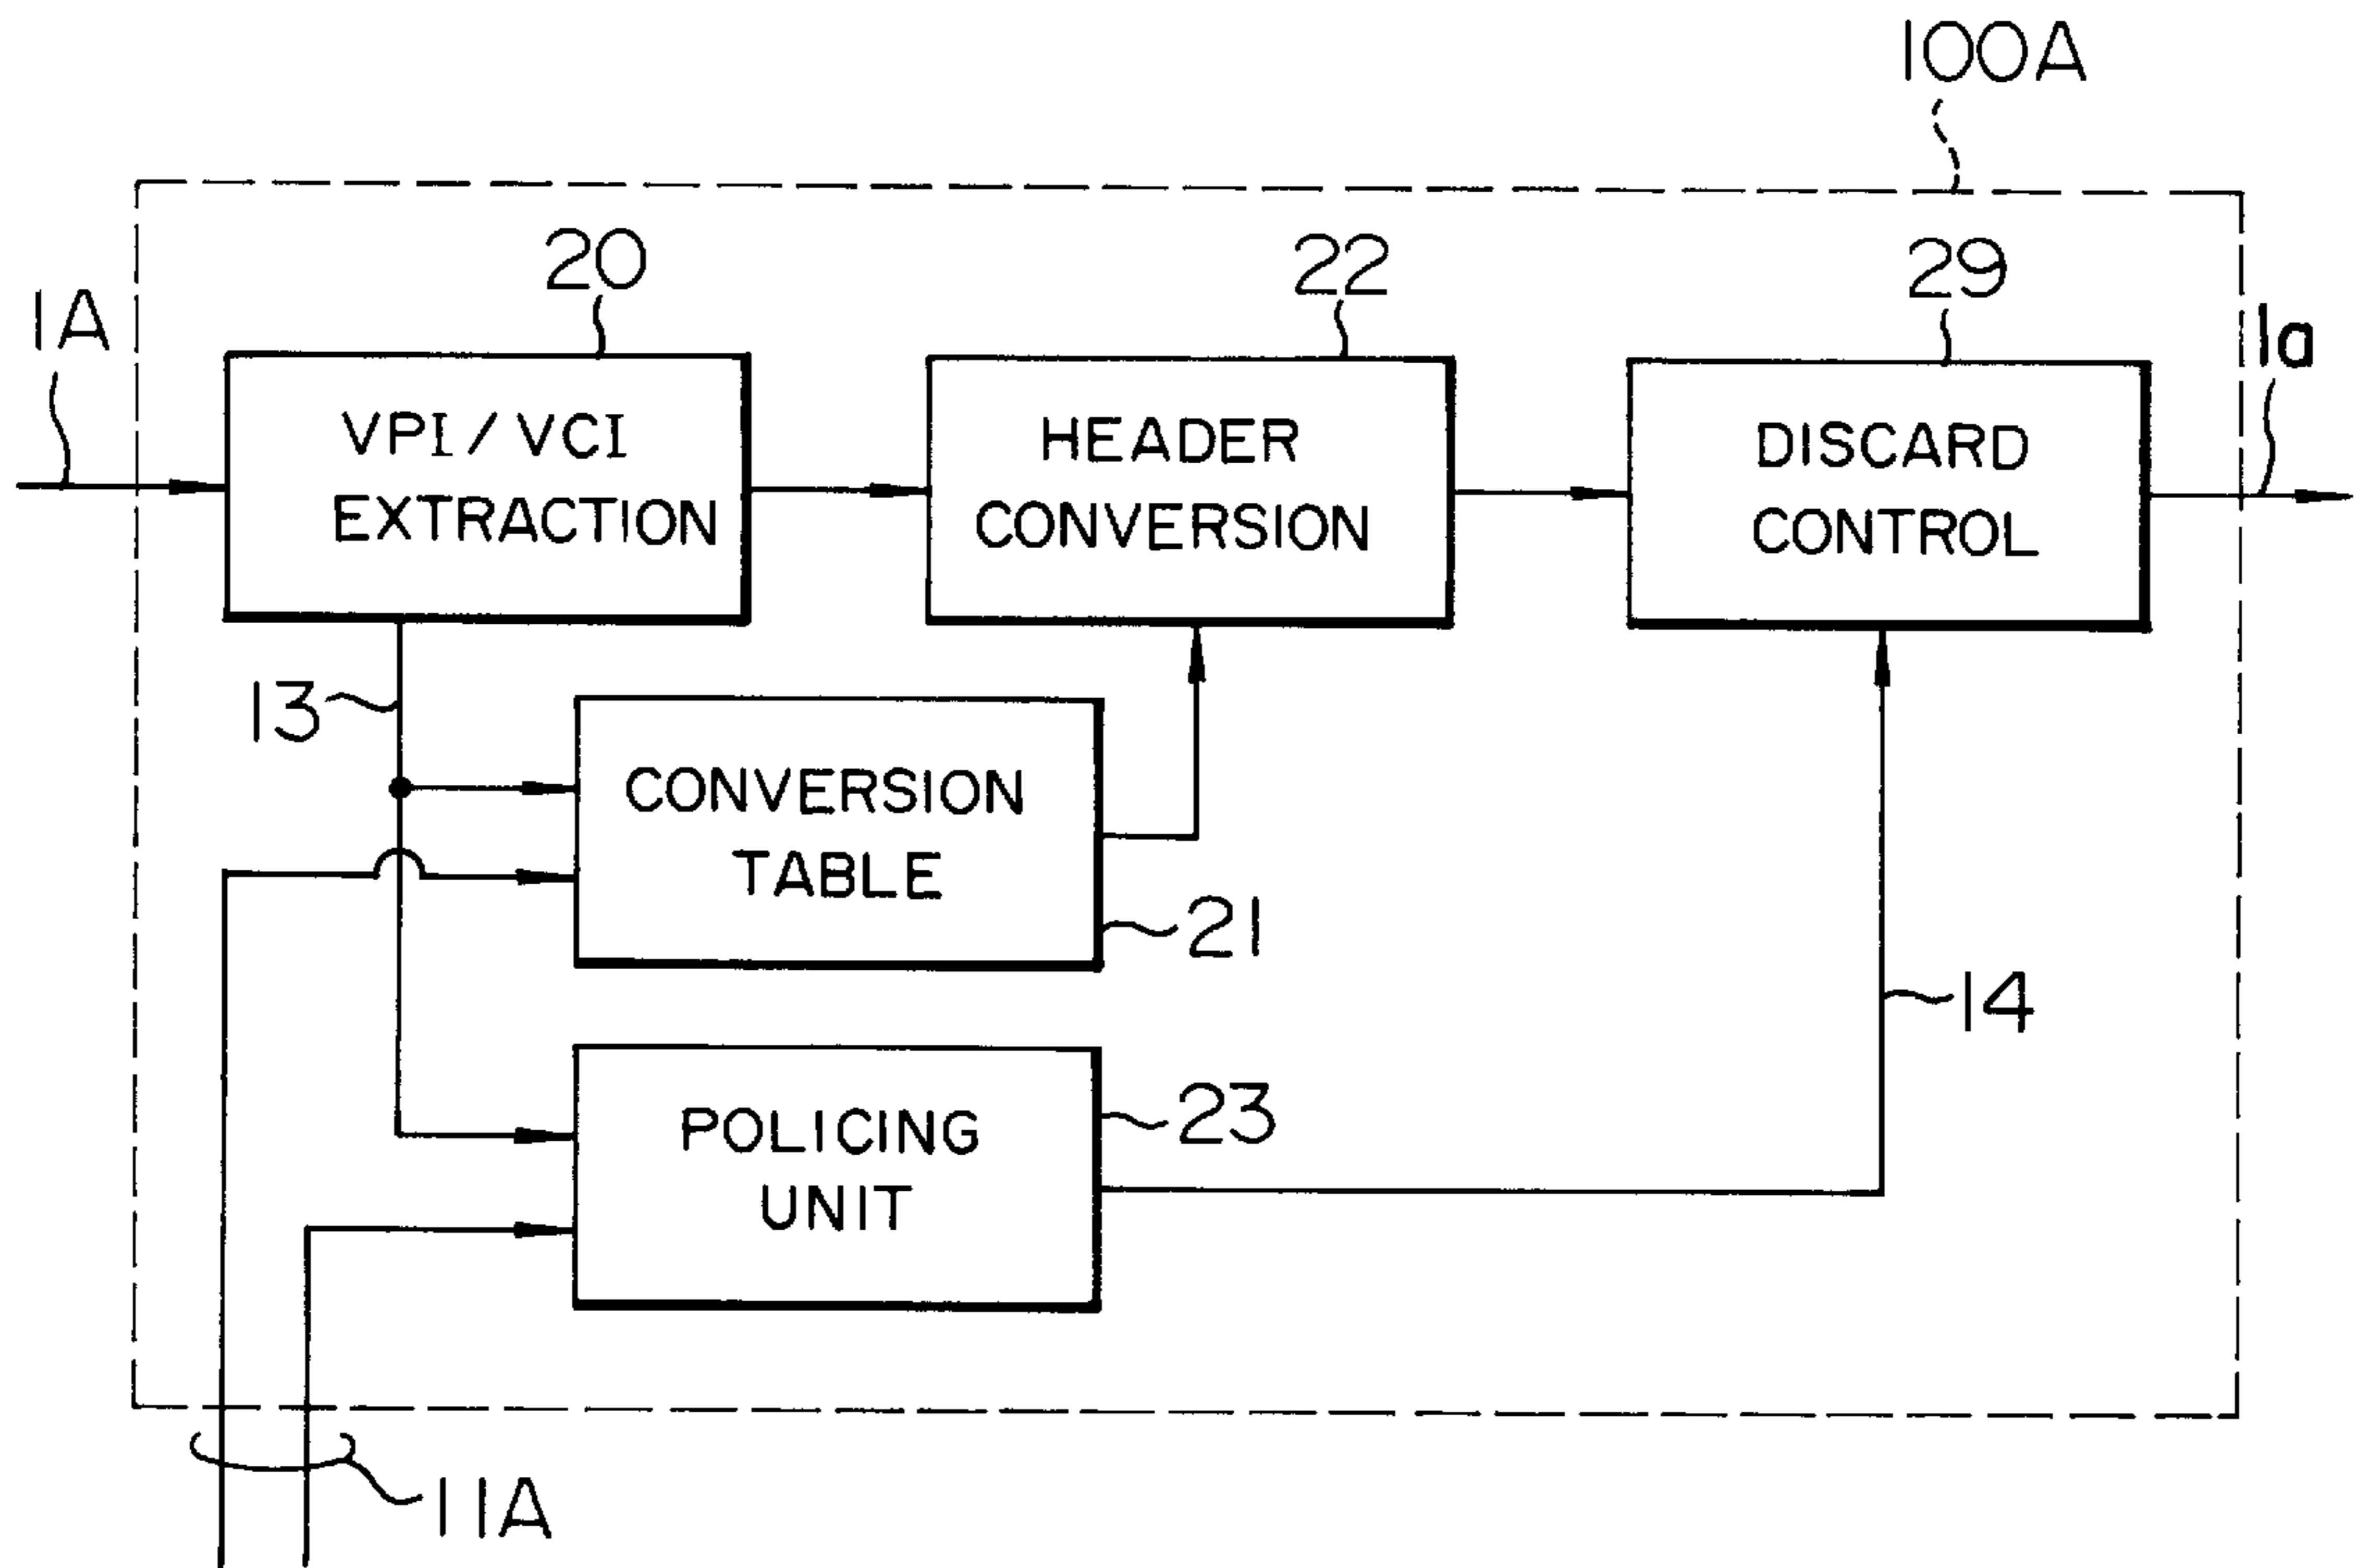 100A
20
22
29
1A
1a
VPI/VCI
EXTRACTION
HEADER
CONVERSION
DISCARD
CONTROL
13
CONVERSION
TABLE
21
14
POLICING
UNIT
23
11A